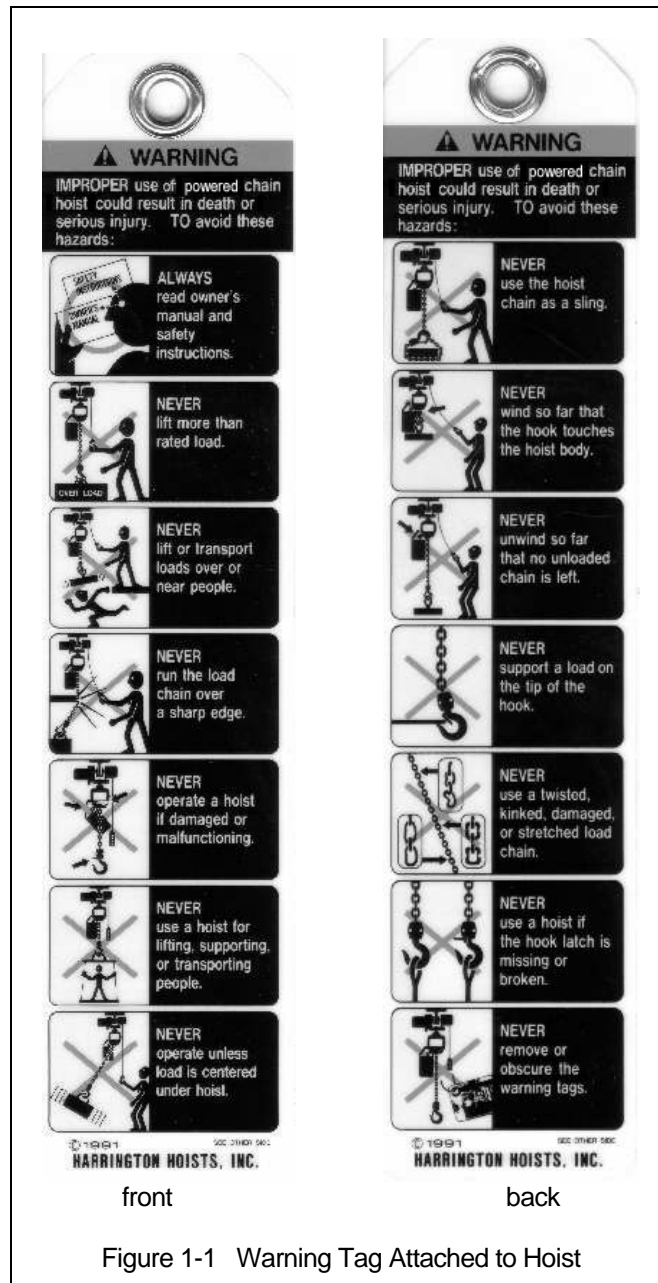 WARNING
IMPROPER use of powered chain
hoist could result in death or
serious injury. TO avoid these
hazards:
SAFETY
INSTRUCTIONS
OWNER'S
MANUAL
ALWAYS
read owner's
manual and
safety
instructions.
NEVER
lift more than
rated load.
OVER LOAD
NEVER
lift or transport
loads over or
near people.
NEVER
run the load
chain over
a sharp edge.
NEVER
operate a hoist
if damaged or
malfunctioning.
NEVER
use a hoist for
lifting, supporting,
or transporting
people.
NEVER
operate unless
load is centered
under hoist.
©1991 SEE OTHER SIDE
HARRINGTON HOISTS, INC.
front
WARNING
IMPROPER use of powered chain
hoist could result in death or
serious injury. TO avoid these
hazards:
NEVER
use the hoist
chain as a sling.
NEVER
wind so far that
the hook touches
the hoist body.
NEVER
unwind so far
that no unloaded
chain is left.
NEVER
support a load on
the tip of the
hook.
NEVER
use a twisted,
kinked, damaged,
or stretched load
chain.
NEVER
use a hoist if
the hook latch is
missing or
broken.
NEVER
remove or
obscure the
warning tags.
©1991 SEE OTHER SIDE
HARRINGTON HOISTS, INC.
back
Figure 1-1 Warning Tag Attached to Hoist